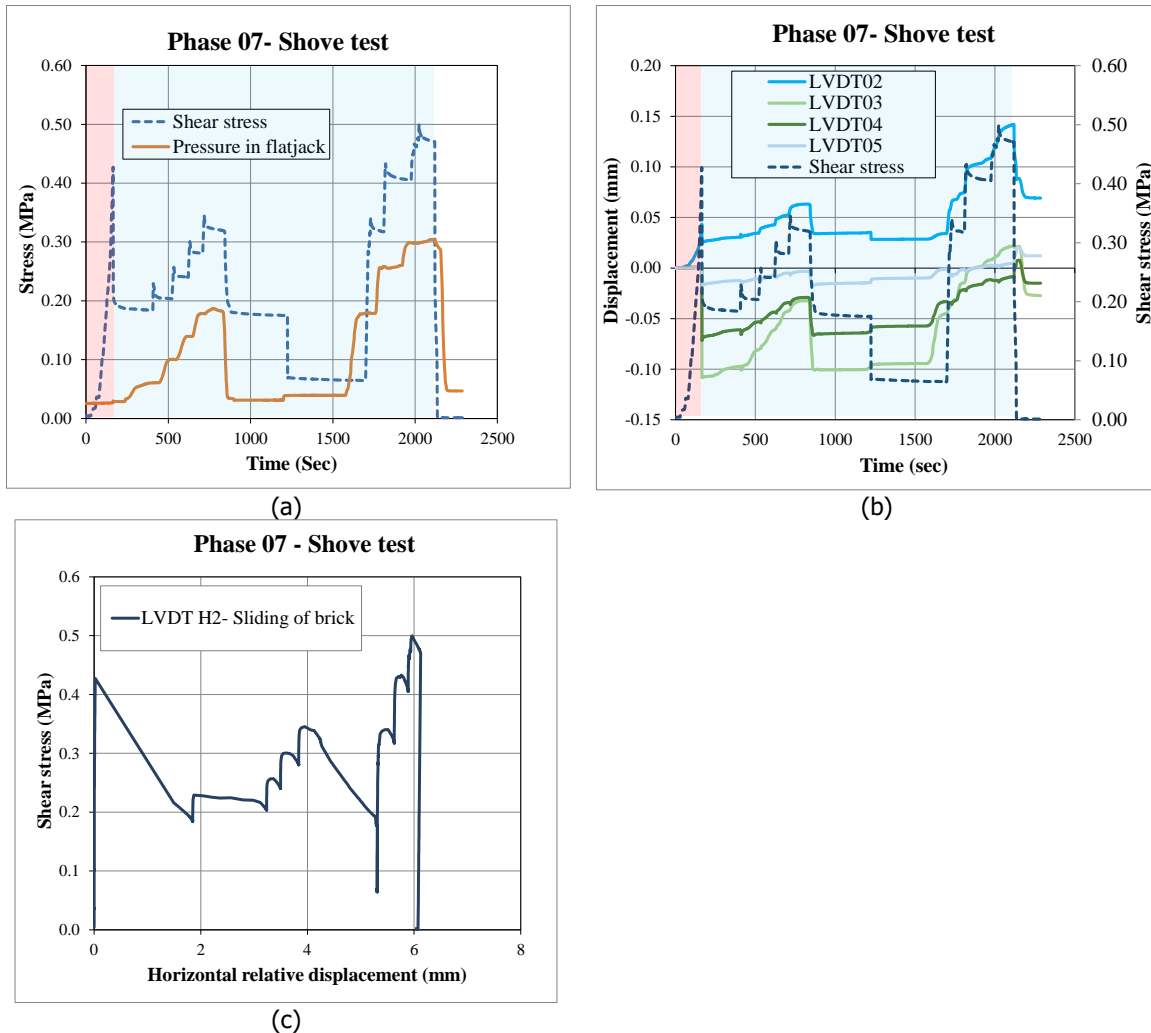 Phase 07- Shove test
Stress (MPa)
0.60
0.50
0.40
0.30
0.20
0.10
0.00
Shear stress
Pressure in flatjack
0
500
1000
1500
2000
2500
Time (Sec)
(a)
Phase 07- Shove test
Displacement (mm)
0.20
0.15
0.10
0.05
0.00
-0.05
-0.10
-0.15
LVDT02
LVDT03
LVDT04
LVDT05
Shear stress
0.60
0.50
0.40
0.30
0.20
0.10
0.00
Shear stress (MPa)
0
500
1000
1500
2000
2500
Time (sec)
(b)
Phase 07 - Shove test
Shear stress (MPa)
0.6
0.5
0.4
0.3
0.2
0.1
0.0
LVDT H2- Sliding of brick
0
2
4
6
8
Horizontal relative displacement (mm)
(c)